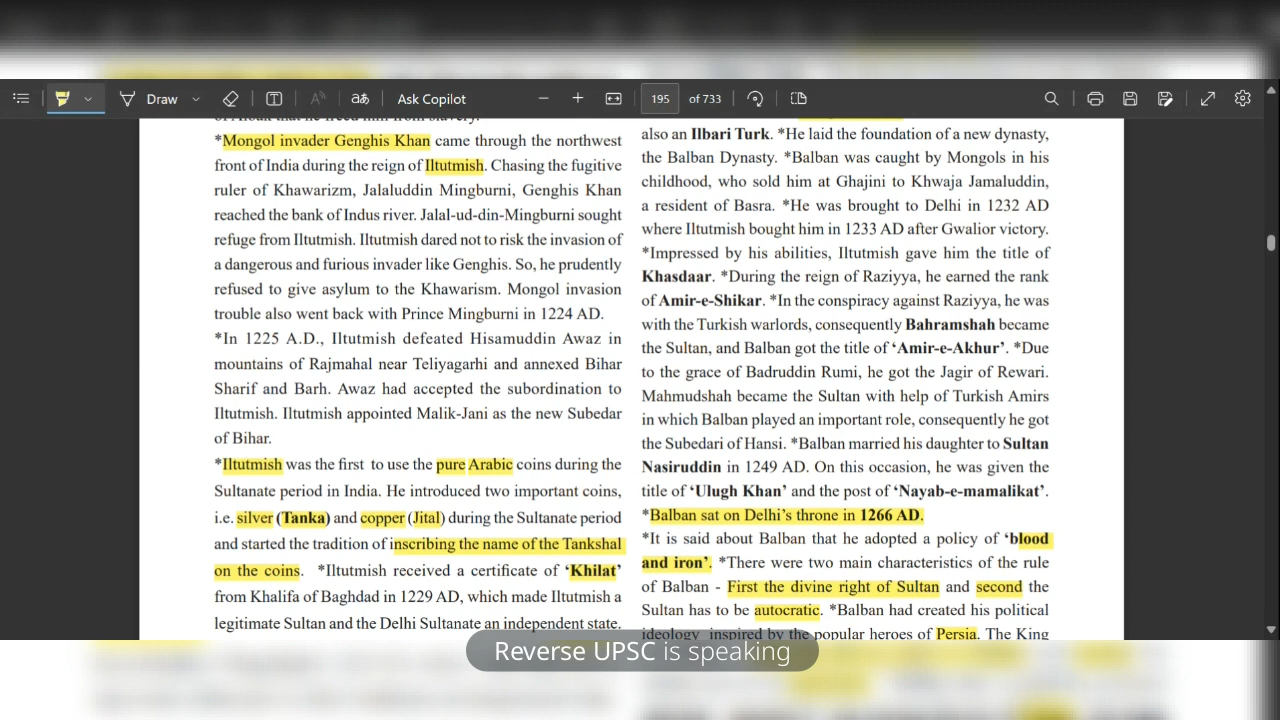 Draw
aあ
Ask Copilot
195 of 733
*Mongol invader Genghis Khan came through the northwest
front of India during the reign of Iltutmish. Chasing the fugitive
ruler of Khawarizm, Jalaluddin Mingburni, Genghis Khan
reached the bank of Indus river. Jalal-ud-din-Mingburni sought
refuge from Iltutmish. Iltutmish dared not to risk the invasion of
a dangerous and furious invader like Genghis. So, he prudently
refused to give asylum to the Khawarism. Mongol invasion
trouble also went back with Prince Mingburni in 1224 AD.
*In 1225 A.D., Iltutmish defeated Hisamuddin Awaz in
mountains of Rajmahal near Teliyagarhi and annexed Bihar
Sharif and Barh. Awaz had accepted the subordination to
Iltutmish. Iltutmish appointed Malik-Jani as the new Subedar
of Bihar.
*Iltutmish was the first to use the pure Arabic coins during the
Sultanate period in India. He introduced two important coins,
i.e. silver (Tanka) and copper (Jital) during the Sultanate period
and started the tradition of inscribing the name of the Tankshal
on the coins. *Iltutmish received a certificate of ‘Khilat’
from Khalifa of Baghdad in 1229 AD, which made Iltutmish a
legitimate Sultan and the Delhi Sultanate an independent state.
also an Ilbari Turk. *He laid the foundation of a new dynasty,
the Balban Dynasty. *Balban was caught by Mongols in his
childhood, who sold him at Ghajini to Khwaja Jamaluddin,
a resident of Basra. *He was brought to Delhi in 1232 AD
where Iltutmish bought him in 1233 AD after Gwalior victory.
*Impressed by his abilities, Iltutmish gave him the title of
Khasdaar. *During the reign of Raziyya, he earned the rank
of Amir-e-Shikar. *In the conspiracy against Raziyya, he was
with the Turkish warlords, consequently Bahramshah became
the Sultan, and Balban got the title of ‘Amir-e-Akhur’. *Due
to the grace of Badruddin Rumi, he got the Jagir of Rewari.
Mahmudshah became the Sultan with help of Turkish Amirs
in which Balban played an important role, consequently he got
the Subedari of Hansi. *Balban married his daughter to Sultan
Nasiruddin in 1249 AD. On this occasion, he was given the
title of ‘Ulugh Khan’ and the post of ‘Nayab-e-mamalikat’.
*Balban sat on Delhi’s throne in 1266 AD.
*It is said about Balban that he adopted a policy of ‘blood
and iron’. *There were two main characteristics of the rule
of Balban - First the divine right of Sultan and second the
Sultan has to be autocratic. *Balban had created his political
ideology inspired by the popular heroes of Persia. The King
Reverse UPSC is speaking